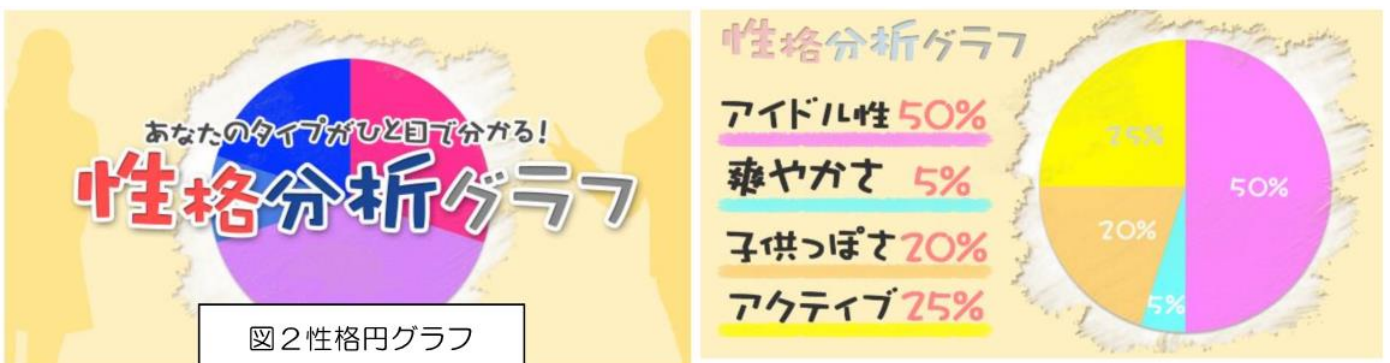 あなたのタイプがひと目で分かる！
性格分析グラフ
図２性格円グラフ
性格分析グラフ
アイドル性 50%
爽やかさ 5%
子供っぽさ 20%
アクティブ 25%
25%
50%
20%
5%